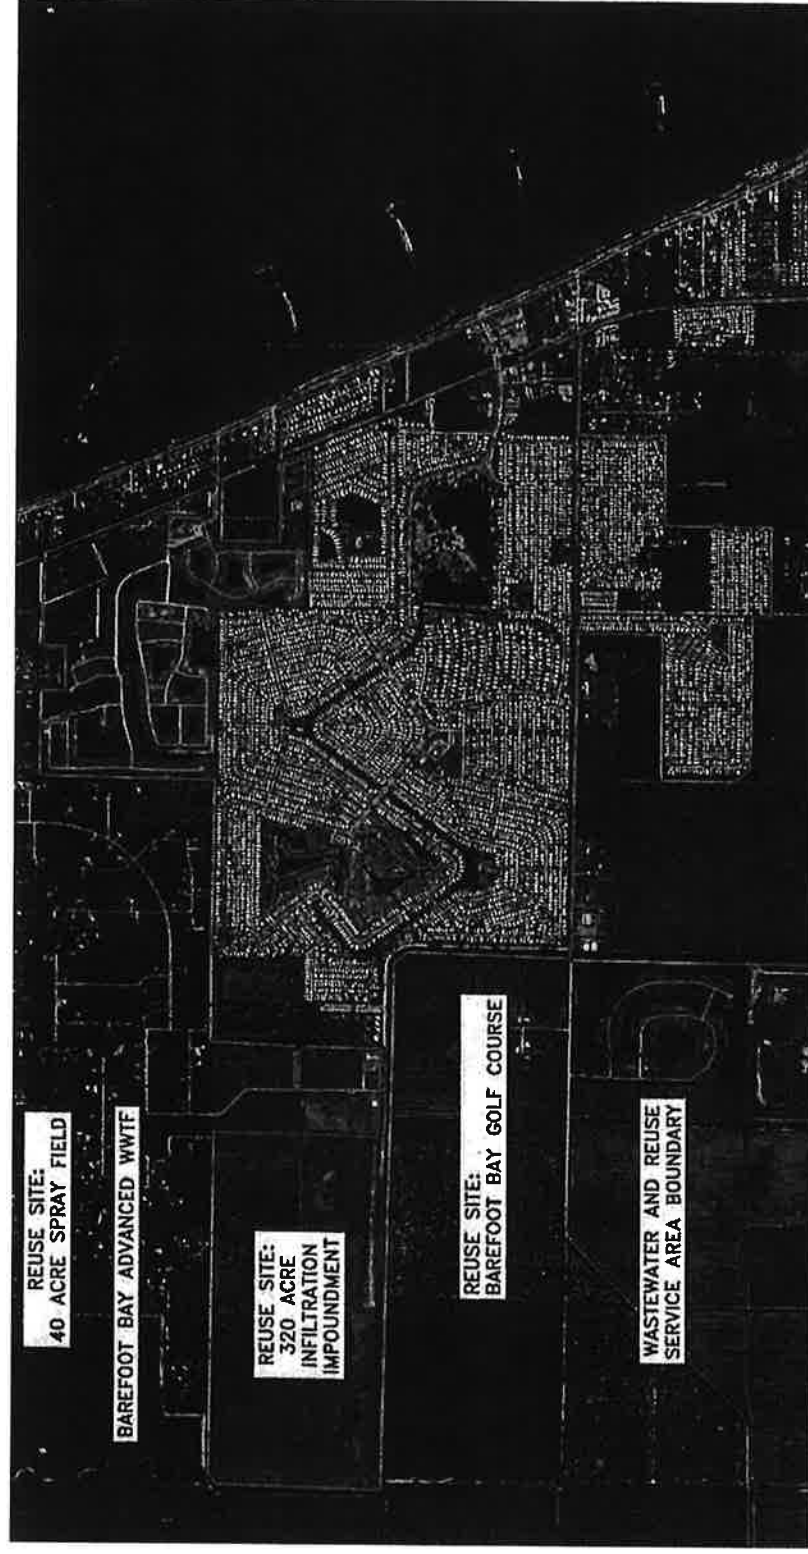 REUSE SITE:
40 ACRE SPRAY FIELD
BAREFOOT BAY ADVANCED WWTF
REUSE SITE:
320 ACRE
INFILTRATION
IMPOUNDMENT
REUSE SITE:
BAREFOOT BAY GOLF COURSE
WASTEWATER AND REUSE
SERVICE AREA BOUNDARY